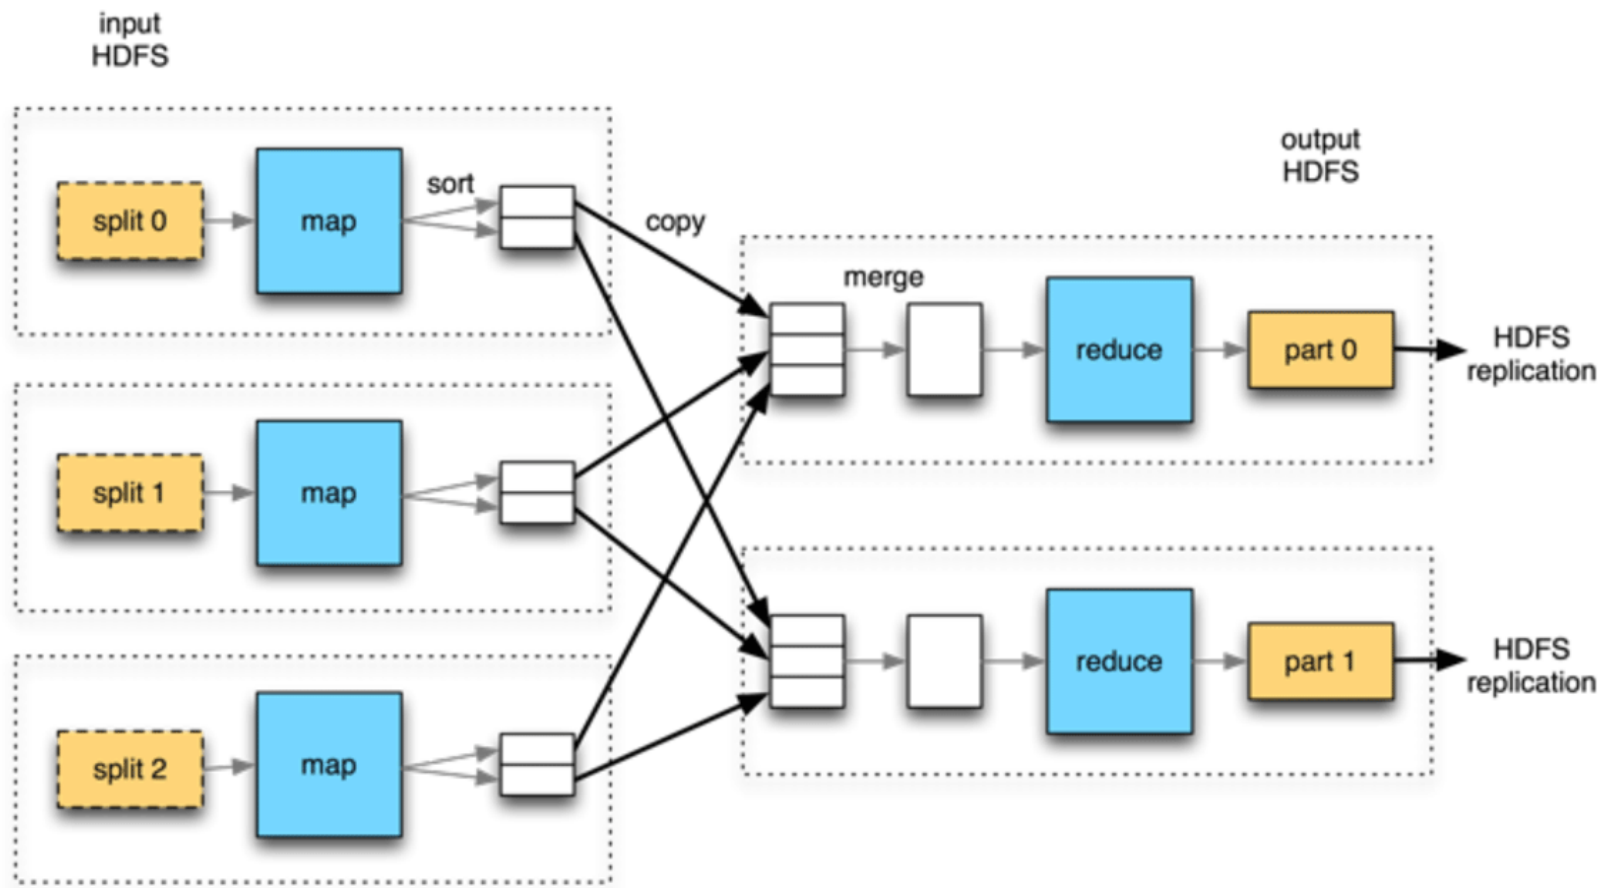 input
HDFS
split 0
map
sort
copy
split 1
map
split 2
map
output
HDFS
merge
reduce
part 0
HDFS
replication
reduce
part 1
HDFS
replication